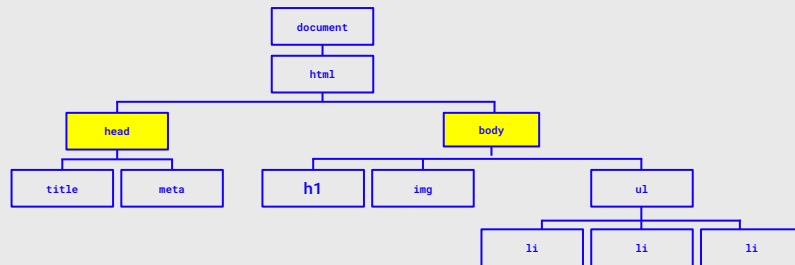 document
html
head
body
title
meta
h1
img
ul
li
li
li